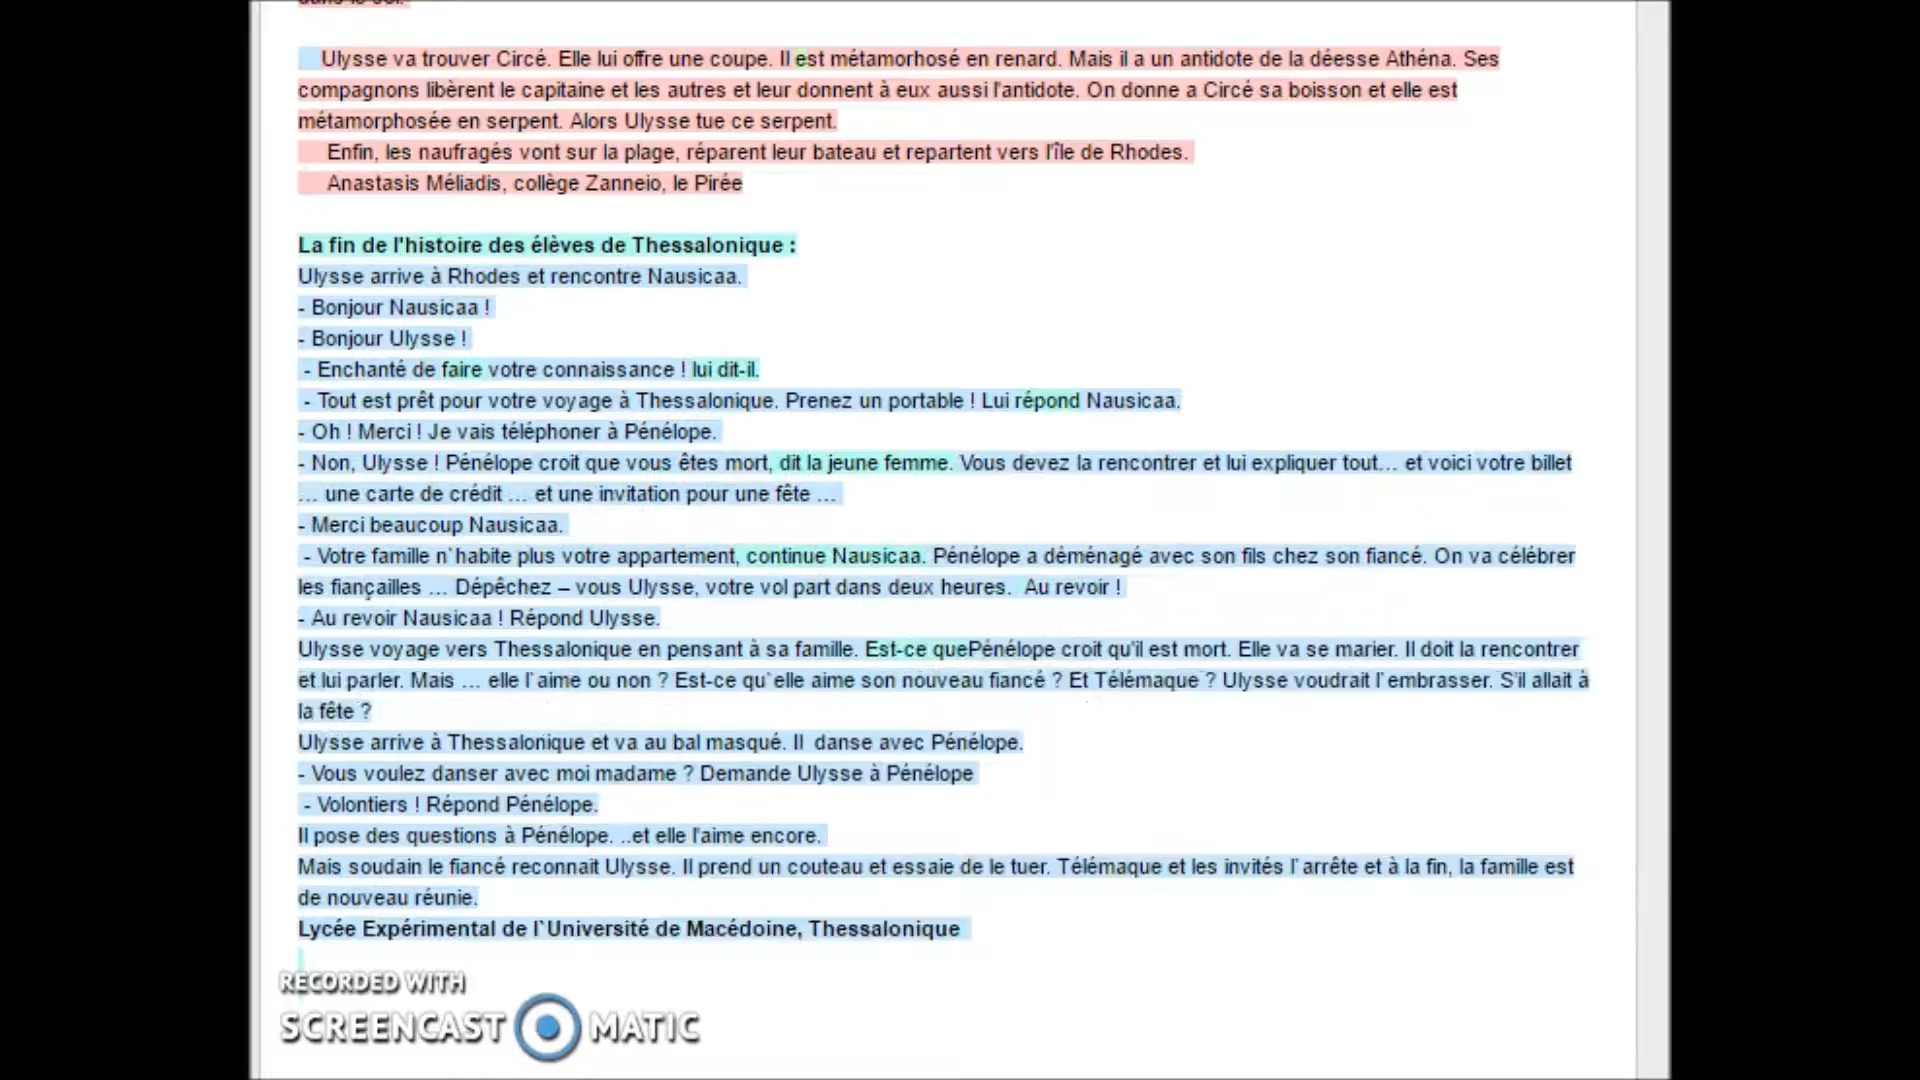 dans le sol.
Ulysse va trouver Circé. Elle lui offre une coupe. Il est métamorhosé en renard. Mais il a un antidote de la déesse Athéna. Ses
compagnons libèrent le capitaine et les autres et leur donnent à eux aussi l'antidote. On donne a Circé sa boisson et elle est
métamorphosée en serpent. Alors Ulysse tue ce serpent.
Enfin, les naufragés vont sur la plage, réparent leur bateau et repartent vers l'île de Rhodes.
Anastasis Méliadis, collège Zanneio, le Pirée
La fin de l'histoire des élèves de Thessalonique :
Ulysse arrive à Rhodes et rencontre Nausicaa.
- Bonjour Nausicaa !
- Bonjour Ulysse !
- Enchanté de faire votre connaissance ! lui dit-il.
- Tout est prêt pour votre voyage à Thessalonique. Prenez un portable ! Lui répond Nausicaa.
- Oh ! Merci ! Je vais téléphoner à Pénélope.
- Non, Ulysse ! Pénélope croit que vous êtes mort, dit la jeune femme. Vous devez la rencontrer et lui expliquer tout… et voici votre billet
… une carte de crédit … et une invitation pour une fête …
- Merci beaucoup Nausicaa.
- Votre famille n`habite plus votre appartement, continue Nausicaa. Pénélope a déménagé avec son fils chez son fiancé. On va célébrer
les fiançailles … Dépêchez – vous Ulysse, votre vol part dans deux heures. Au revoir !
- Au revoir Nausicaa ! Répond Ulysse.
Ulysse voyage vers Thessalonique en pensant à sa famille. Est-ce quePénélope croit qu'il est mort. Elle va se marier. Il doit la rencontrer
et lui parler. Mais … elle l`aime ou non ? Est-ce qu`elle aime son nouveau fiancé ? Et Télémaque ? Ulysse voudrait l`embrasser. S'il allait à
la fête ?
Ulysse arrive à Thessalonique et va au bal masqué. Il danse avec Pénélope.
- Vous voulez danser avec moi madame ? Demande Ulysse à Pénélope
- Volontiers ! Répond Pénélope.
Il pose des questions à Pénélope. ..et elle l'aime encore.
Mais soudain le fiancé reconnait Ulysse. Il prend un couteau et essaie de le tuer. Télémaque et les invités l`arrête et à la fin, la famille est
de nouveau réunie.
Lycée Expérimental de l`Université de Macédoine, Thessalonique
RECORDED WITH
SCREENCAST MATIC